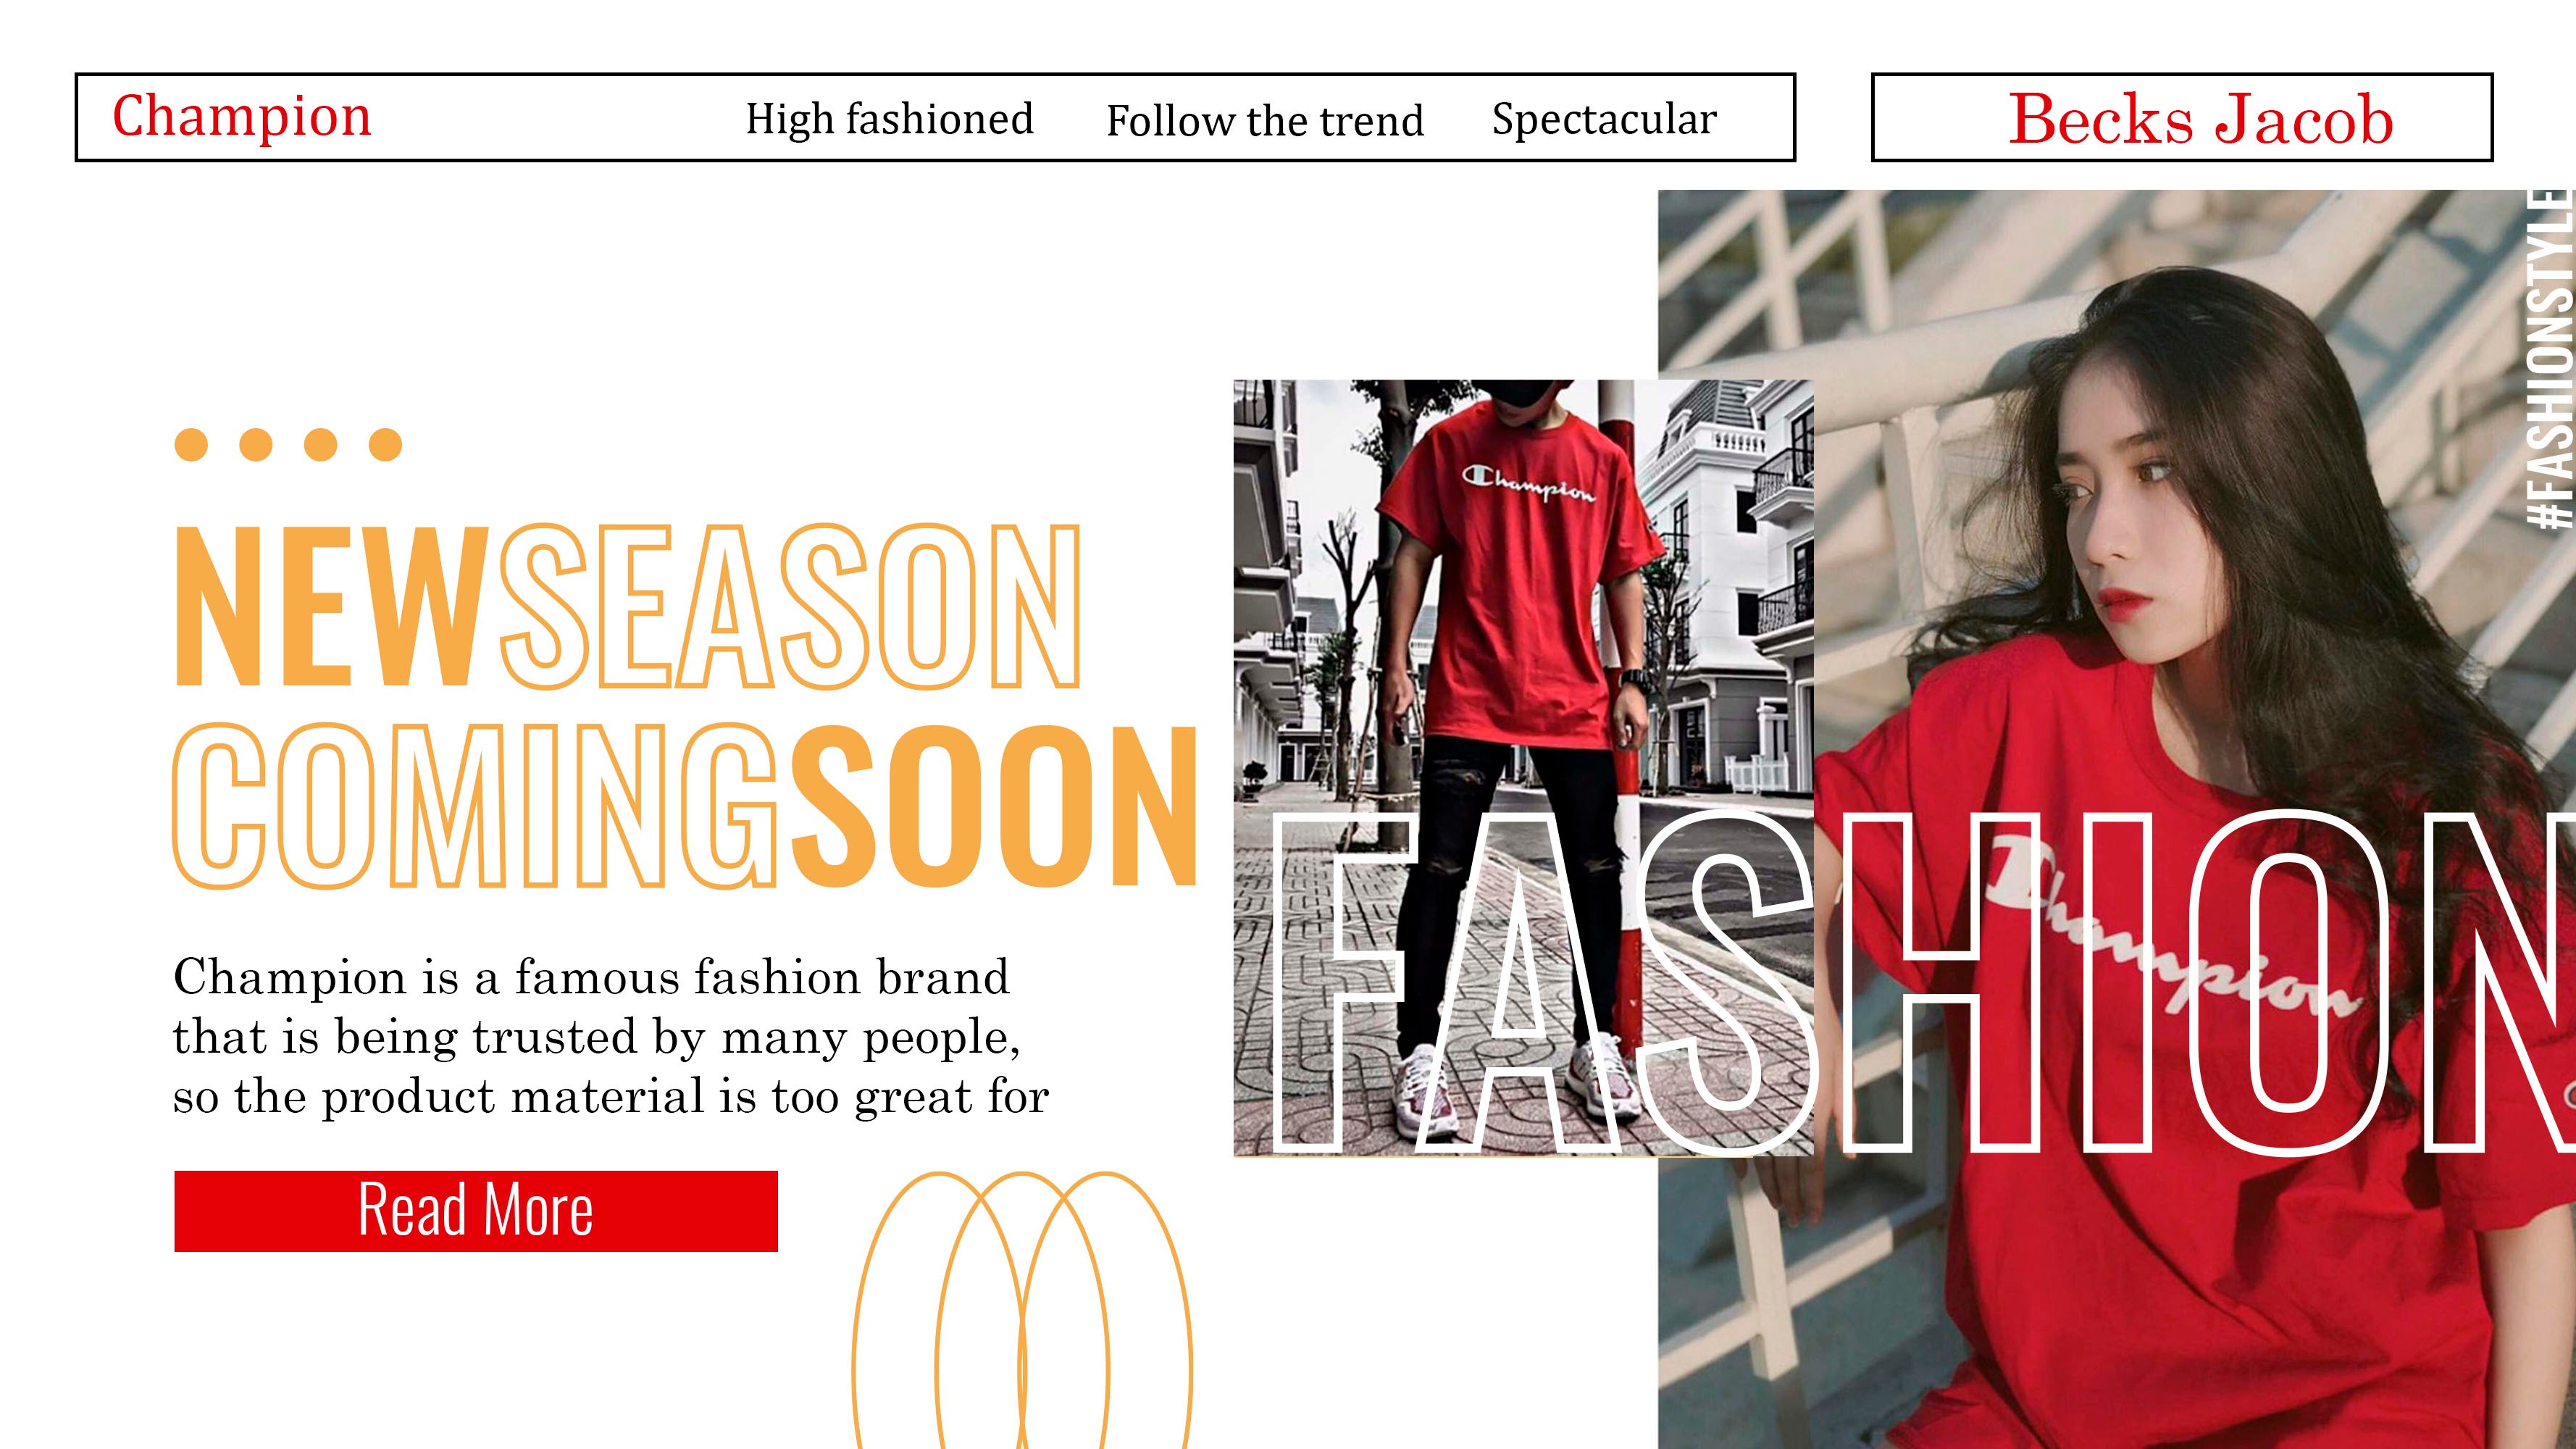 Champion
High fashioned
Follow the trend
Spectacular
Becks Jacob
#FASHIONSTYLE
NEWSEASON
COMINGSOON
Champion is a famous fashion brand
that is being trusted by many people,
so the product material is too great for
Read More
Champion
Champion
FASHION